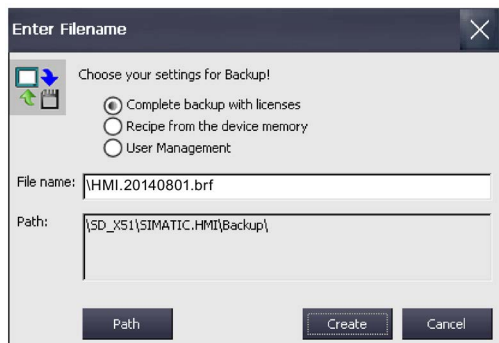 Enter Filename
Choose your settings for Backup!
Complete backup with licenses
Recipe from the device memory
User Management
File name: \HMI.20140801.brf
Path: \SD_X51\SIMATIC.HMI\Backup\
Path Create Cancel